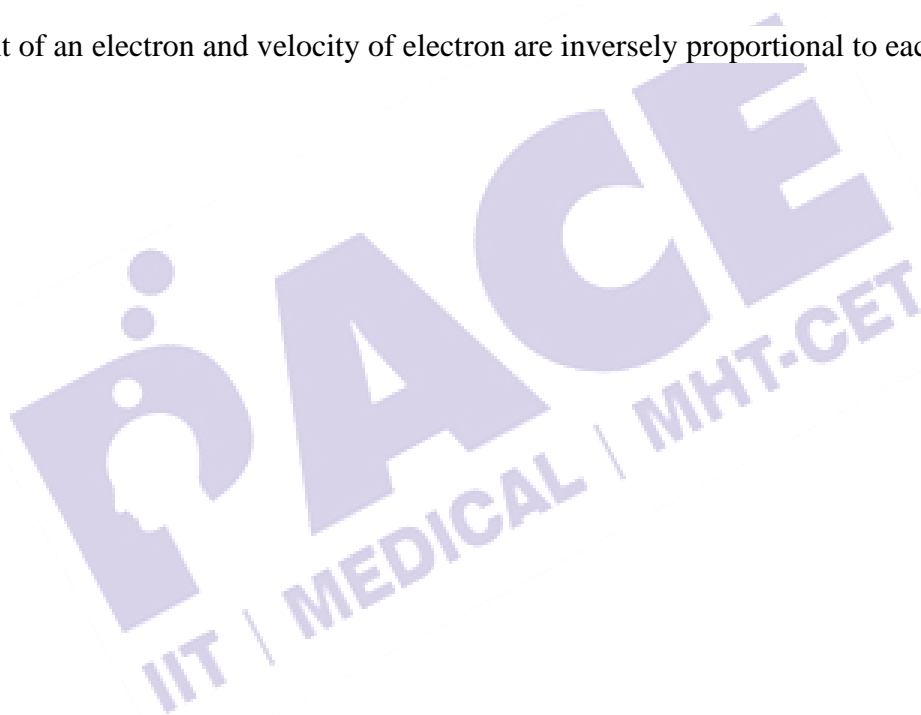 t of an electron and velocity of electron are inversely proportional to eac
PACE
IIT | MEDICAL | MHT-CET